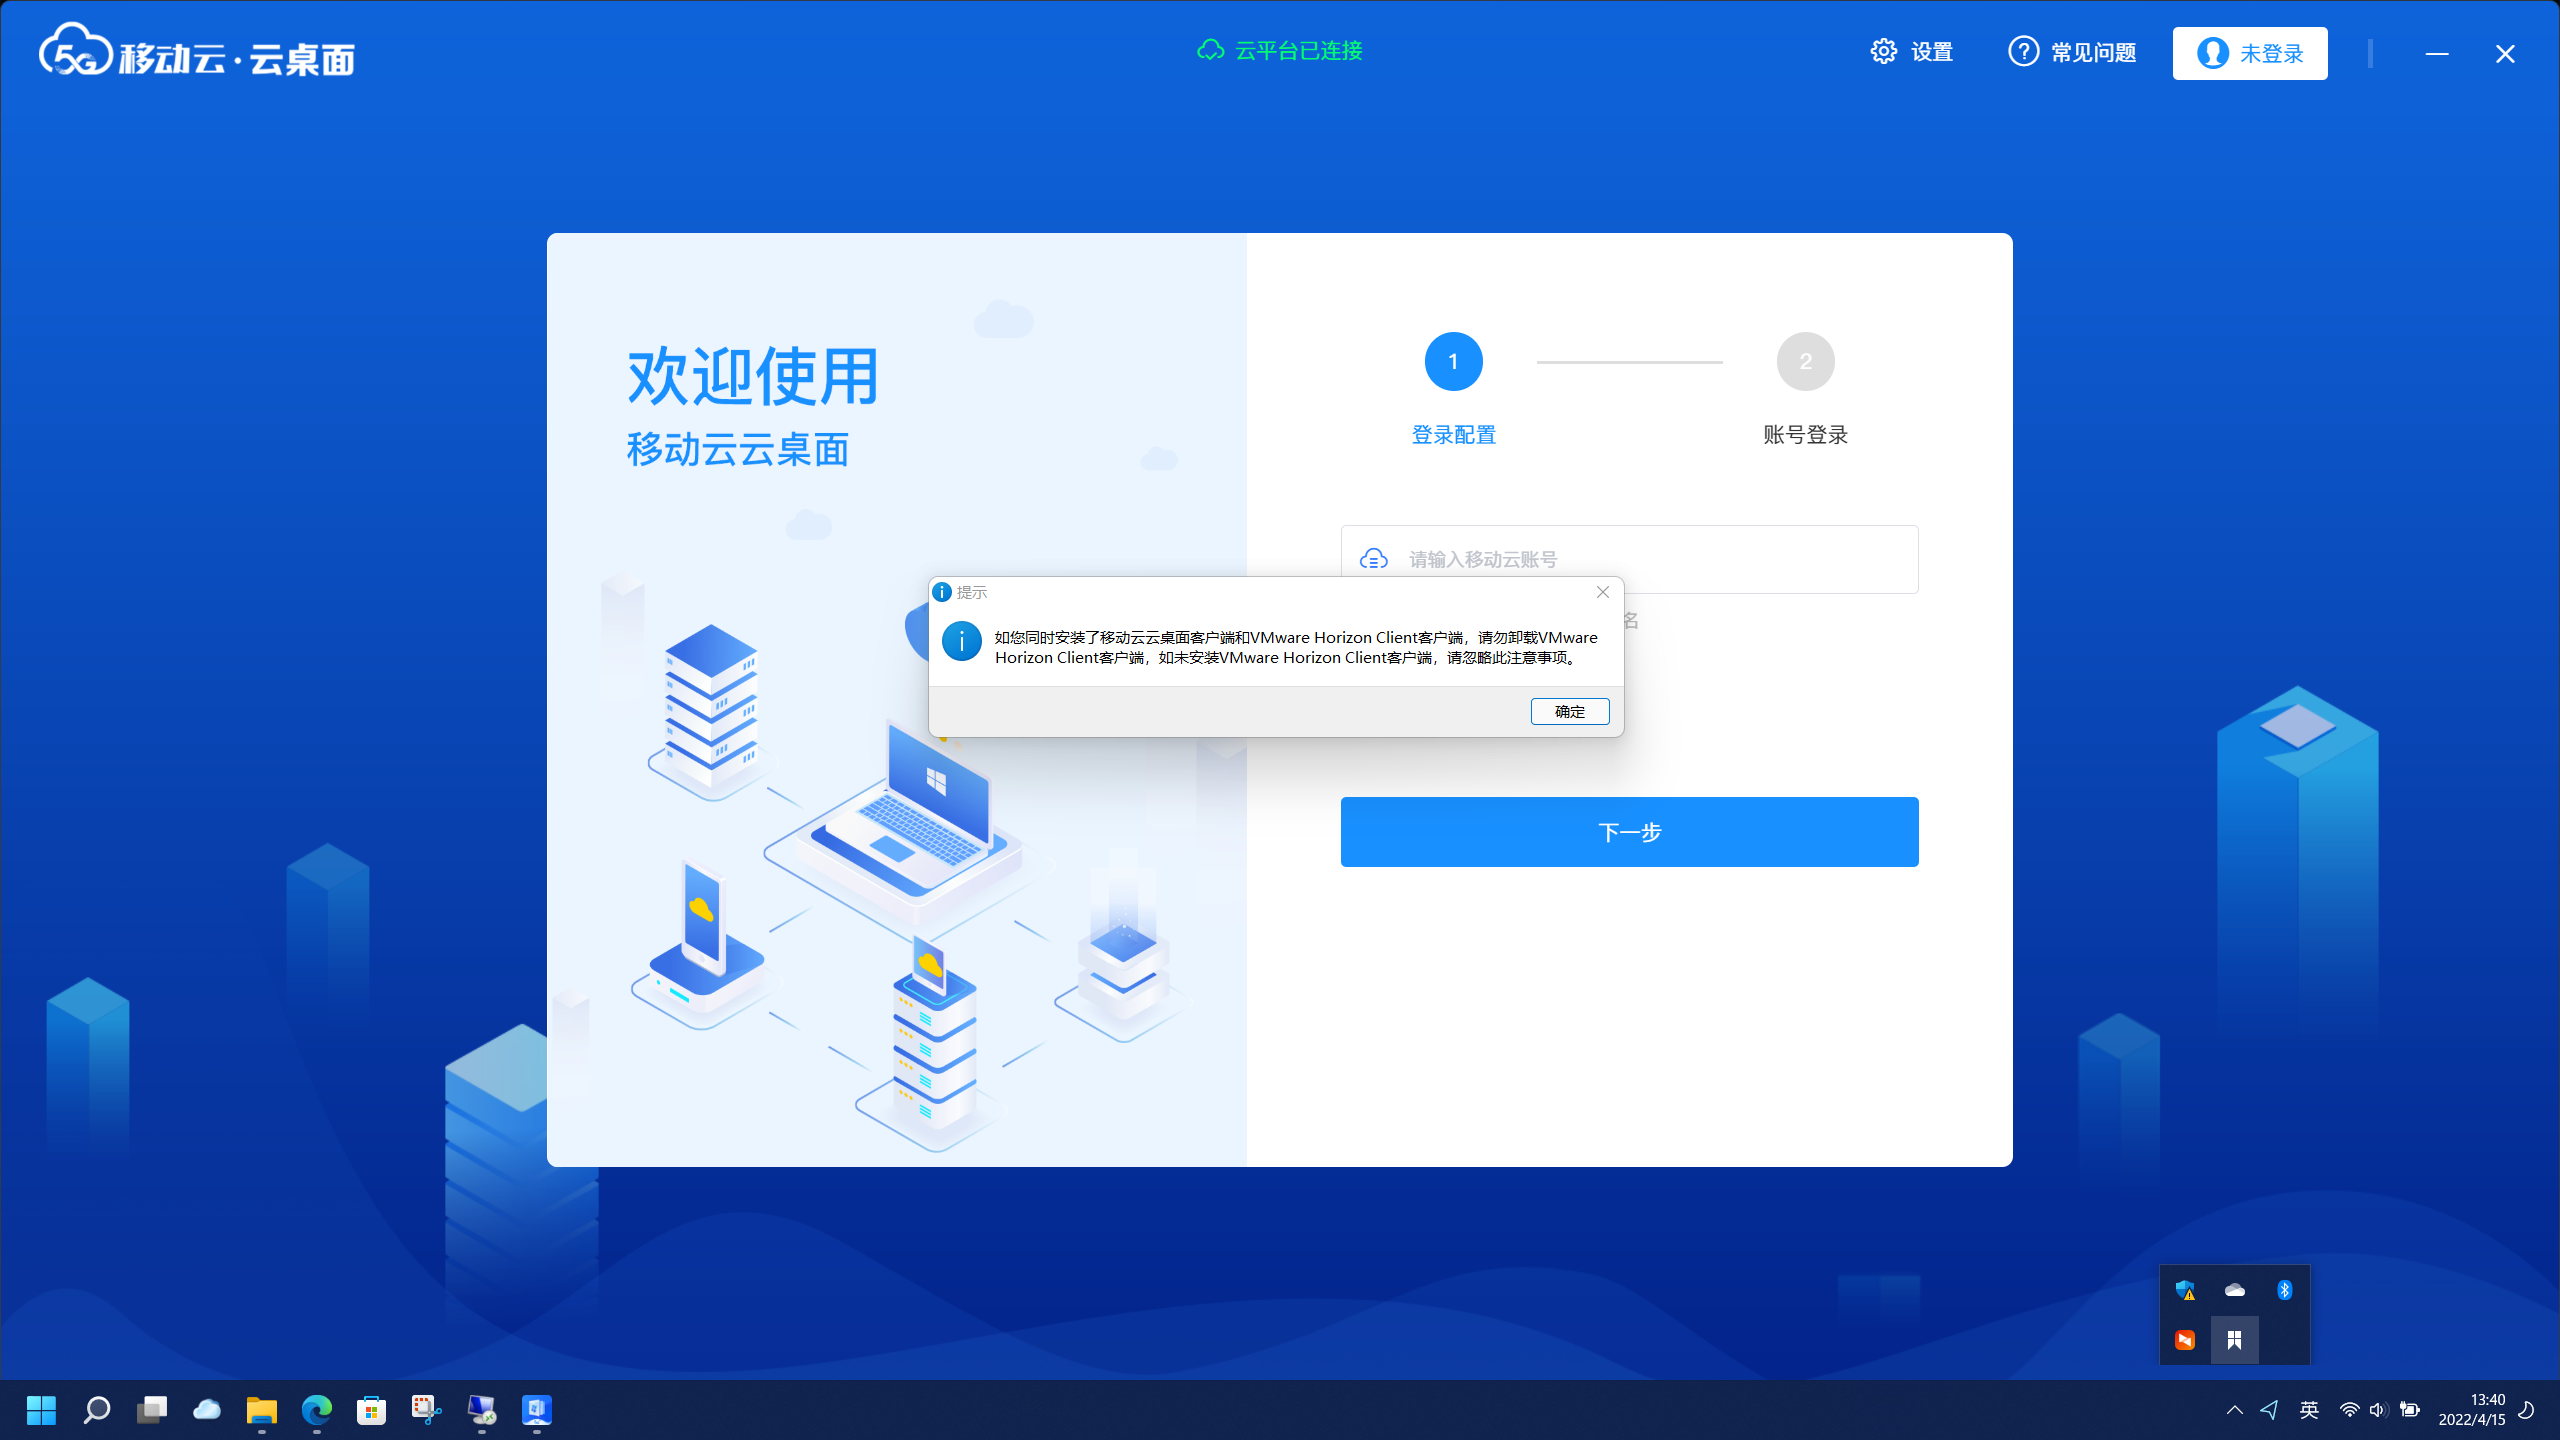 5G移动云·云桌面
云平台已连接
设置
常见问题
未登录
欢迎使用
移动云云桌面
1
2
登录配置
账号登录
请输入移动云账号
名
提示
如您同时安装了移动云云桌面客户端和VMware Horizon Client客户端，请勿卸载VMware
Horizon Client客户端，如未安装VMware Horizon Client客户端，请忽略此注意事项。
确定
下一步
英
13:40
2022/4/15